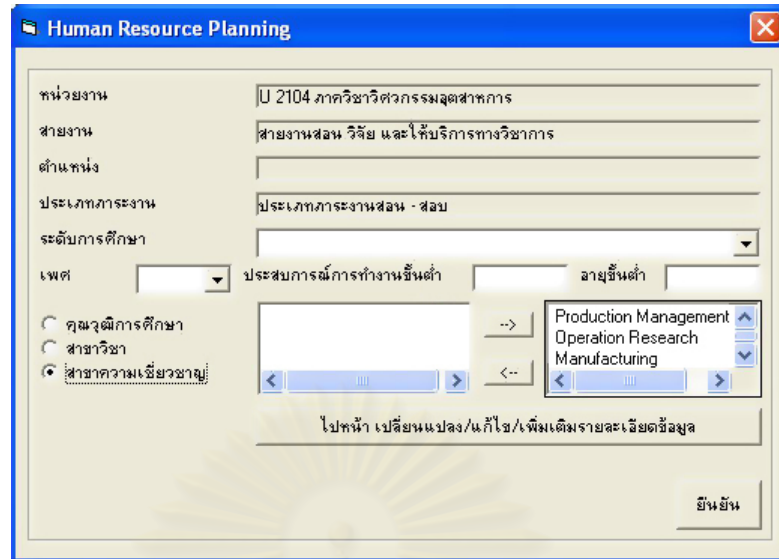 Human Resource Planning
หน่วยงาน U 2104 ภาควิชาวิศวกรรมอุตสาหการ
สายงาน สายงานสอน วิจัย และให้บริการทางวิชาการ
ตำแหน่ง
ประเภทภาระงาน ประเภทภาระงานสอน - สอบ
ระดับการศึกษา
เพศ ประสบการณ์การทำงานขั้นต่ำ อายุขั้นต่ำ
คุณวุฒิการศึกษา
สาขาวิชา
สาขาความเชี่ยวชาญ
-->
<--
Production Management
Operation Research
Manufacturing
ไปหน้า เปลี่ยนแปลง/แก้ไข/เพิ่มเติมรายละเอียดข้อมูล
ยืนยัน